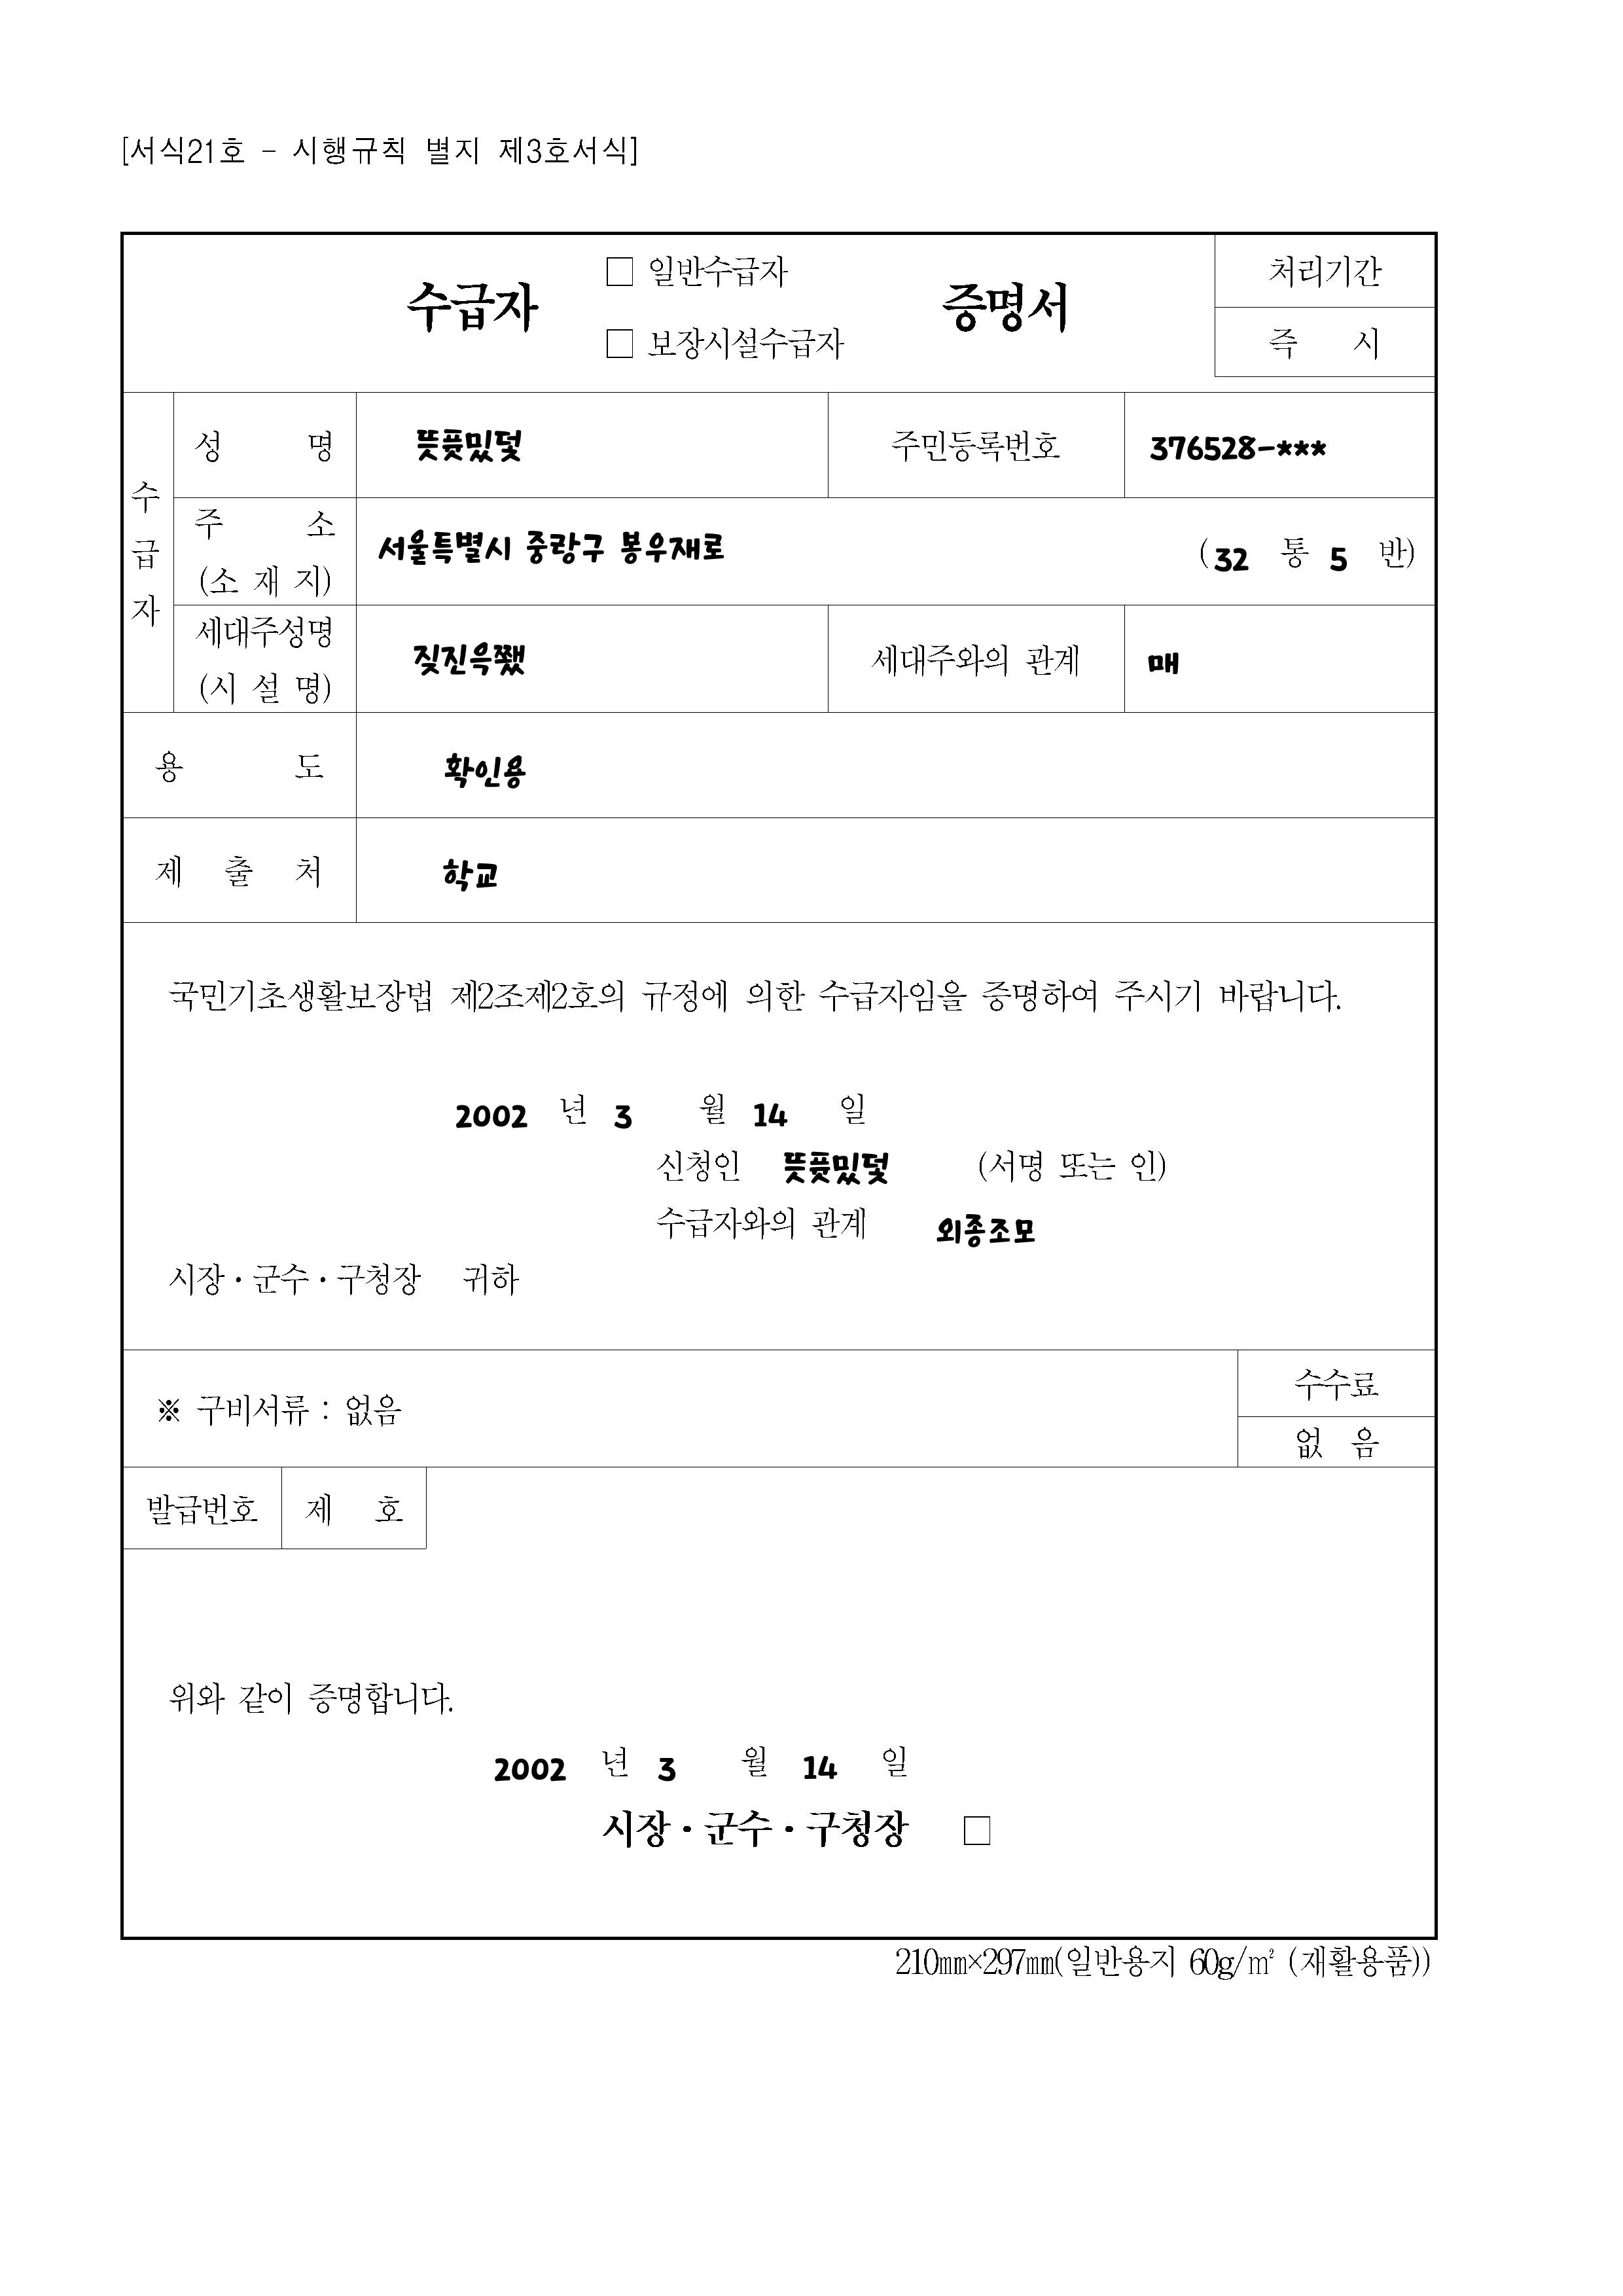 [서식21호 - 시행규칙 별지 제3호서식]
수급자 □ 일반수급자 □ 보장시설수급자 증명서
처리기간
즉 시
수급자
성 명 뜻퓻밌덫 주민등록번호 376528-***
주 소 (소 재 지) 서울특별시 중랑구 봉우재로 (32 통 5 반)
세대주성명 (시 설 명) 짖진윽쨌 세대주와의 관계 매
용 도 확인용
제 출 처 학교
국민기초생활보장법 제2조제2호의 규정에 의한 수급자임을 증명하여 주시기 바랍니다.
2002 년 3 월 14 일
신청인 뜻퓻밌덫 (서명 또는 인)
수급자와의 관계 외종조모
시장·군수·구청장 귀하
※ 구비서류 : 없음
수수료
없 음
발급번호 제 호
위와 같이 증명합니다.
2002 년 3 월 14 일
시장·군수·구청장 □
210㎜×297㎜(일반용지 60g/㎡ (재활용품))